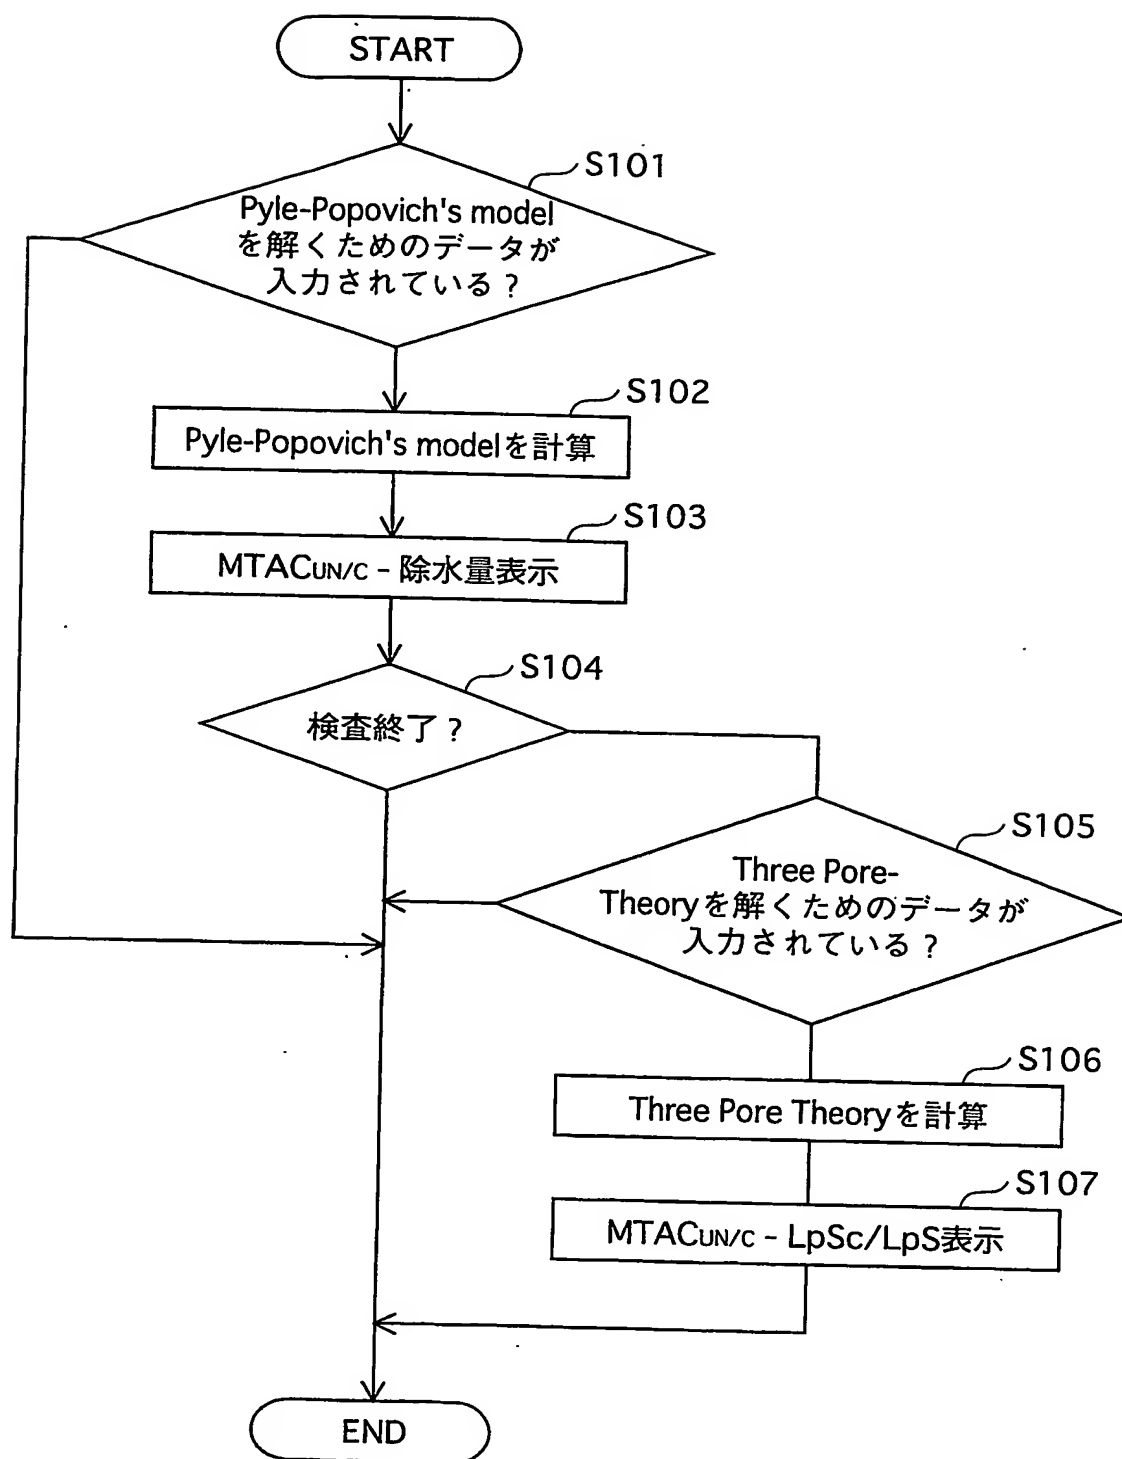 START
S101
Pyle-Popovich's model
を解くためのデータが
入力されている？
S102
Pyle-Popovich's modelを計算
S103
MTACUN/C - 除水量表示
S104
検査終了？
S105
Three Pore-
Theoryを解くためのデータが
入力されている？
S106
Three Pore Theoryを計算
S107
MTACUN/C - LpSc/LpS表示
END